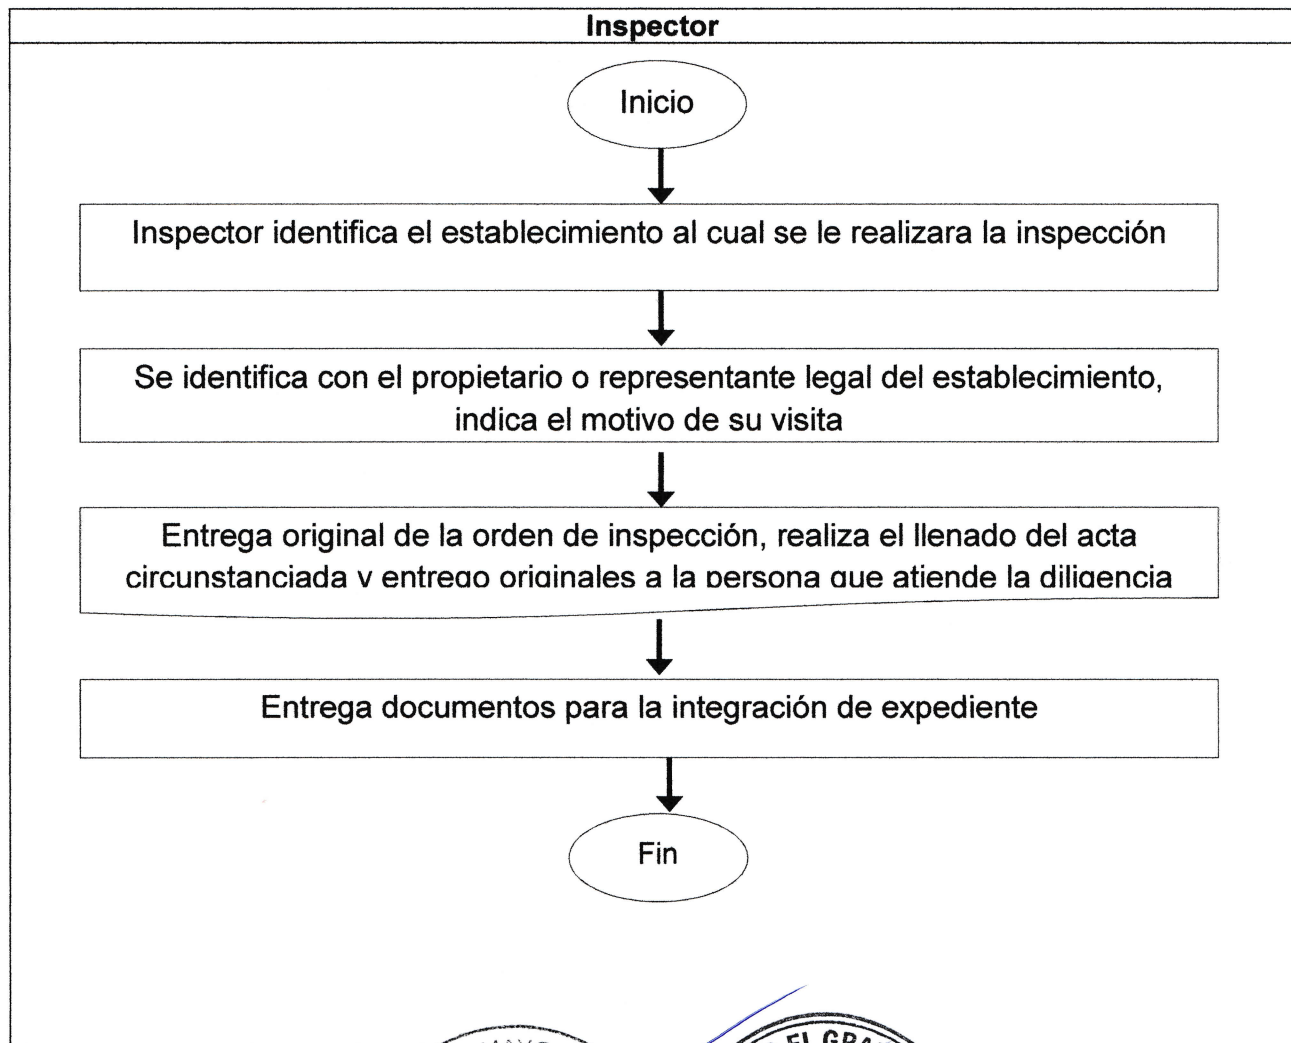 Inspector
Inicio
Inspector identifica el establecimiento al cual se le realizara la inspección
Se identifica con el propietario o representante legal del establecimiento,
indica el motivo de su visita
Entrega original de la orden de inspección, realiza el llenado del acta
circunstanciada y entrego originales a la persona que atiende la diligencia
Entrega documentos para la integración de expediente
Fin
EL